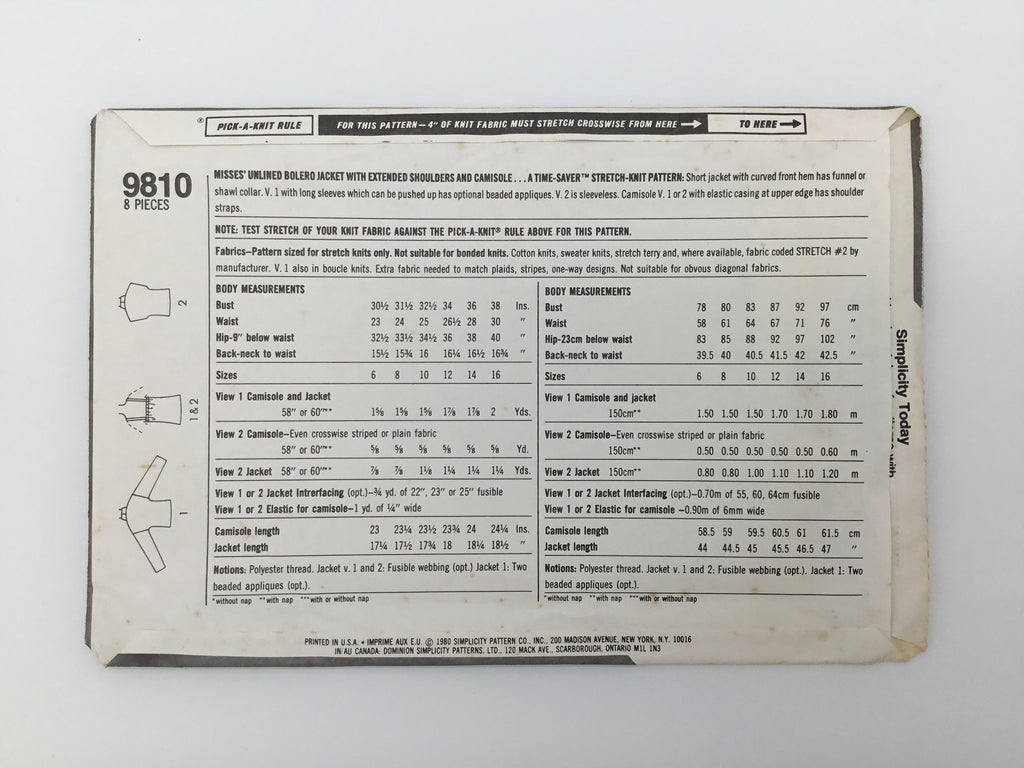 ® PICK-A-KNIT RULE FOR THIS PATTERN—4" OF KNIT FABRIC MUST STRETCH CROSSWISE FROM HERE → TO HERE →
9810
8 PIECES
MISSES' UNLINED BOLERO JACKET WITH EXTENDED SHOULDERS AND CAMISOLE...A TIME-SAVER™ STRETCH-KNIT PATTERN: Short jacket with curved front hem has funnel or
shawl collar. V. 1 with long sleeves which can be pushed up has optional beaded appliques. V. 2 is sleeveless. Camisole V. 1 or 2 with elastic casing at upper edge has shoulder
straps.
NOTE: TEST STRETCH OF YOUR KNIT FABRIC AGAINST THE PICK-A-KNIT® RULE ABOVE FOR THIS PATTERN.
Fabrics—Pattern sized for stretch knits only. Not suitable for bonded knits. Cotton knits, sweater knits, stretch terry and, where available, fabric coded STRETCH #2 by
manufacturer. V. 1 also in boucle knits. Extra fabric needed to match plaids, stripes, one-way designs. Not suitable for obvous diagonal fabrics.
2
1 & 2
1
BODY MEASUREMENTS
Bust 30½ 31½ 32½ 34 36 38 Ins.
Waist 23 24 25 26½ 28 30 "
Hip-9" below waist 32½ 33½ 34½ 36 38 40 "
Back-neck to waist 15½ 15¾ 16 16¼ 16½ 16¾ "
Sizes 6 8 10 12 14 16
View 1 Camisole and Jacket
58" or 60"** 1⅝ 1⅝ 1⅝ 1⅞ 1⅞ 2 Yds.
View 2 Camisole—Even crosswise striped or plain fabric
58" or 60"** ⅝ ⅝ ⅝ ⅝ ⅝ ⅝ Yd.
View 2 Jacket 58" or 60"** ⅞ ⅞ 1⅛ 1¼ 1¼ 1¼ Yds.
View 1 or 2 Jacket Intrerfacing (opt.)—¾ yd. of 22", 23" or 25" fusible
View 1 or 2 Elastic for camisole—1 yd. of ¼" wide
Camisole length 23 23¼ 23½ 23¾ 24 24¼ Ins.
Jacket length 17¼ 17½ 17¾ 18 18¼ 18½ "
Notions: Polyester thread. Jacket v. 1 and 2: Fusible webbing (opt.) Jacket 1: Two
beaded appliques (opt.).
*without nap **with nap ***with or without nap
BODY MEASUREMENTS
Bust 78 80 83 87 92 97 cm
Waist 58 61 64 67 71 76 "
Hip-23cm below waist 83 85 88 92 97 102 "
Back-neck to waist 39.5 40 40.5 41.5 42 42.5 "
Sizes 6 8 10 12 14 16
View 1 Camisole and jacket
150cm** 1.50 1.50 1.50 1.70 1.70 1.80 m
View 2 Camisole—Even crosswise striped or plain fabric
150cm** 0.50 0.50 0.50 0.50 0.50 0.60 m
View 2 Jacket 150cm** 0.80 0.80 1.00 1.10 1.10 1.20 m
View 1 or 2 Jacket Interfacing (opt.)—0.70m of 55, 60, 64cm fusible
View 1 or 2 Elastic for camisole -0.90m of 6mm wide
Camisole length 58.5 59 59.5 60.5 61 61.5 cm
Jacket length 44 44.5 45 45.5 46.5 47 "
Notions: Polyester thread. Jacket v. 1 and 2: Fusible webbing (opt.). Jacket 1: Two
beaded appliques (opt.).
*without nap **with nap ***with or without nap
Simplicity Today
with
PRINTED IN U.S.A. • IMPRIME AUX E.U. © 1980 SIMPLICITY PATTERN CO., INC., 200 MADISON AVENUE, NEW YORK, N.Y. 10016
IN/AU CANADA: DOMINION SIMPLICITY PATTERNS, LTD., 120 MACK AVE., SCARBOROUGH, ONTARIO M1L 1N3